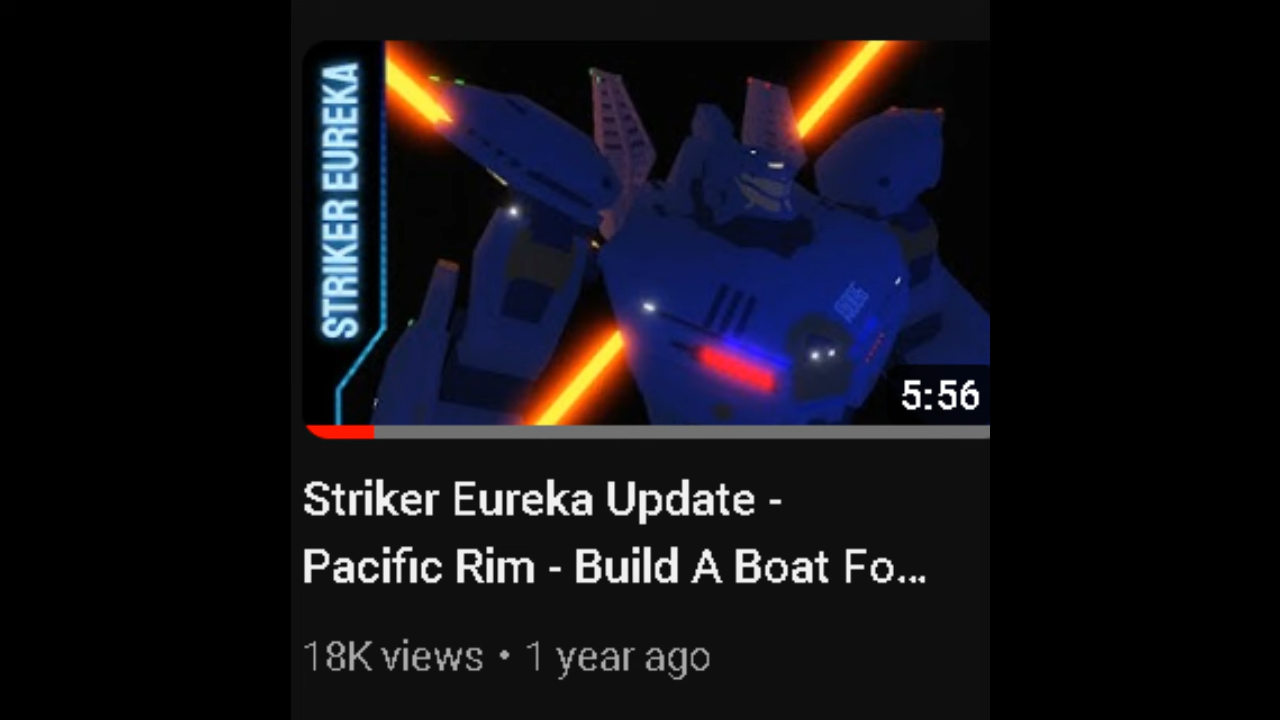 STRIKER EUREKA
5:56
Striker Eureka Update -
Pacific Rim - Build A Boat Fo...
18K views • 1 year ago